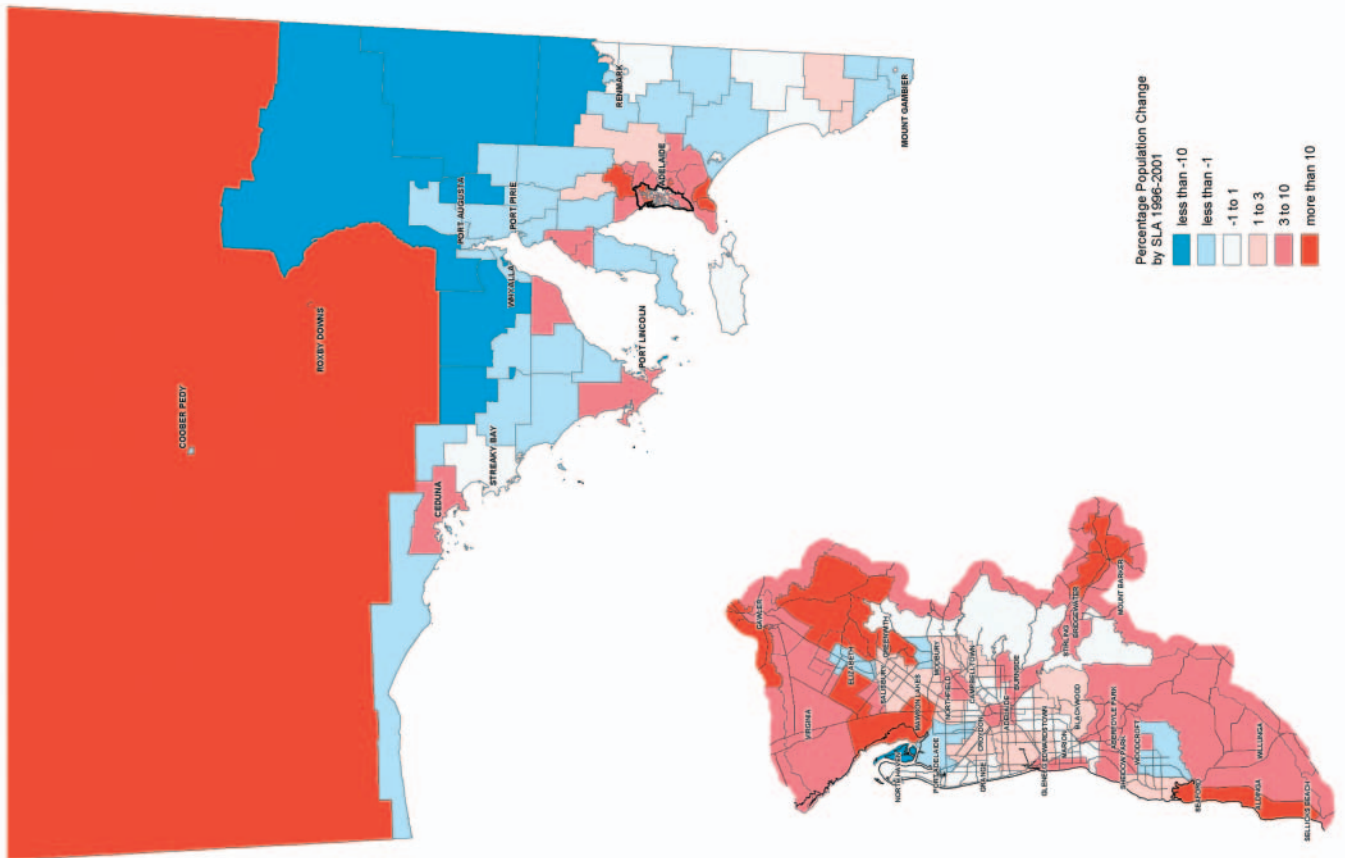 COOBER PEDY
ROXBY DOWNS
CEDUNA
STREAKY BAY
WHYALLA
PORT AUGUSTA
PORT PIRIE
PORT LINCOLN
RENMARK
ADELAIDE
MOUNT GAMBIER
Percentage Population Change
by SLA 1996-2001
less than -10
less than -1
-1 to 1
1 to 3
3 to 10
more than 10
GAWLER
VIRGINIA
ELIZABETH
SALISBURY
GREENWITH
MAWSON LAKES
NORTH HAVEN
PORT ADELAIDE
NORTHFIELD
MODBURY
CAMPBELLTOWN
CROYDON
GRANGE
ADELAIDE
BURNSIDE
GLENELG
EDWARDSTOWN
MARION
BLACKWOOD
STIRLING
BRIDGEWATER
MOUNT BARKER
SHEIDOW PARK
ABERFOYLE PARK
WOODCROFT
SEAFORD
ALDINGA
WILLUNGA
SELLICKS BEACH